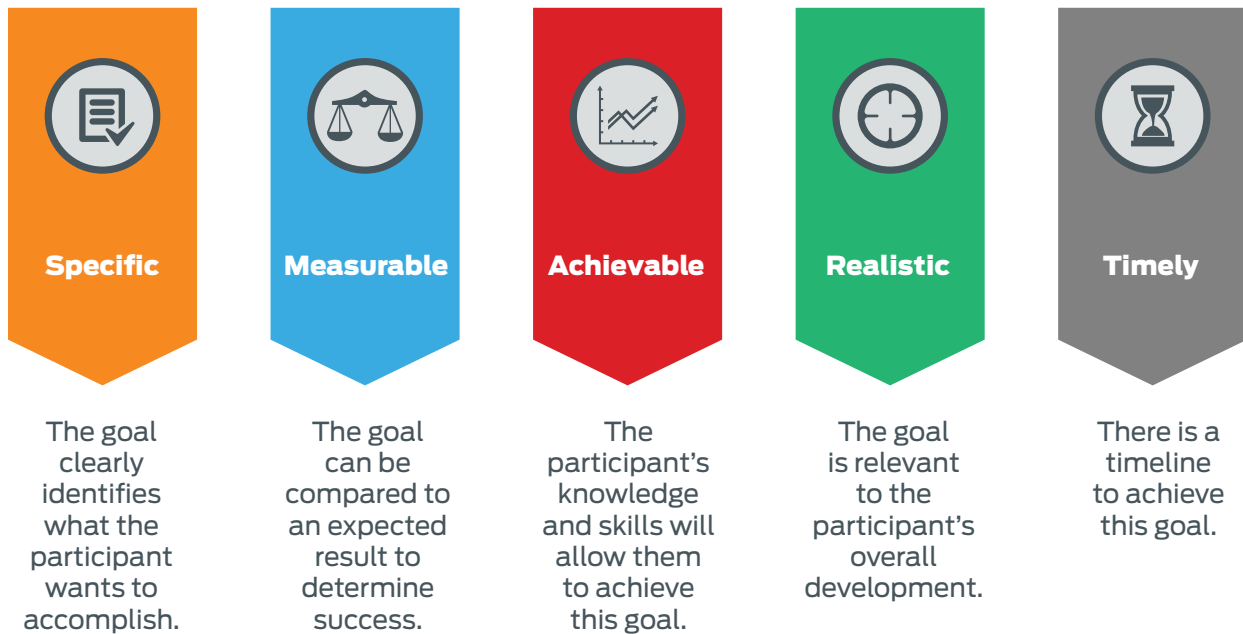 Specific
The goal
clearly
identifies
what the
participant
wants to
accomplish.
Measurable
The goal
can be
compared to
an expected
result to
determine
success.
Achievable
The
participant’s
knowledge
and skills will
allow them
to achieve
this goal.
Realistic
The goal
is relevant
to the
participant’s
overall
development.
Timely
There is a
timeline
to achieve
this goal.